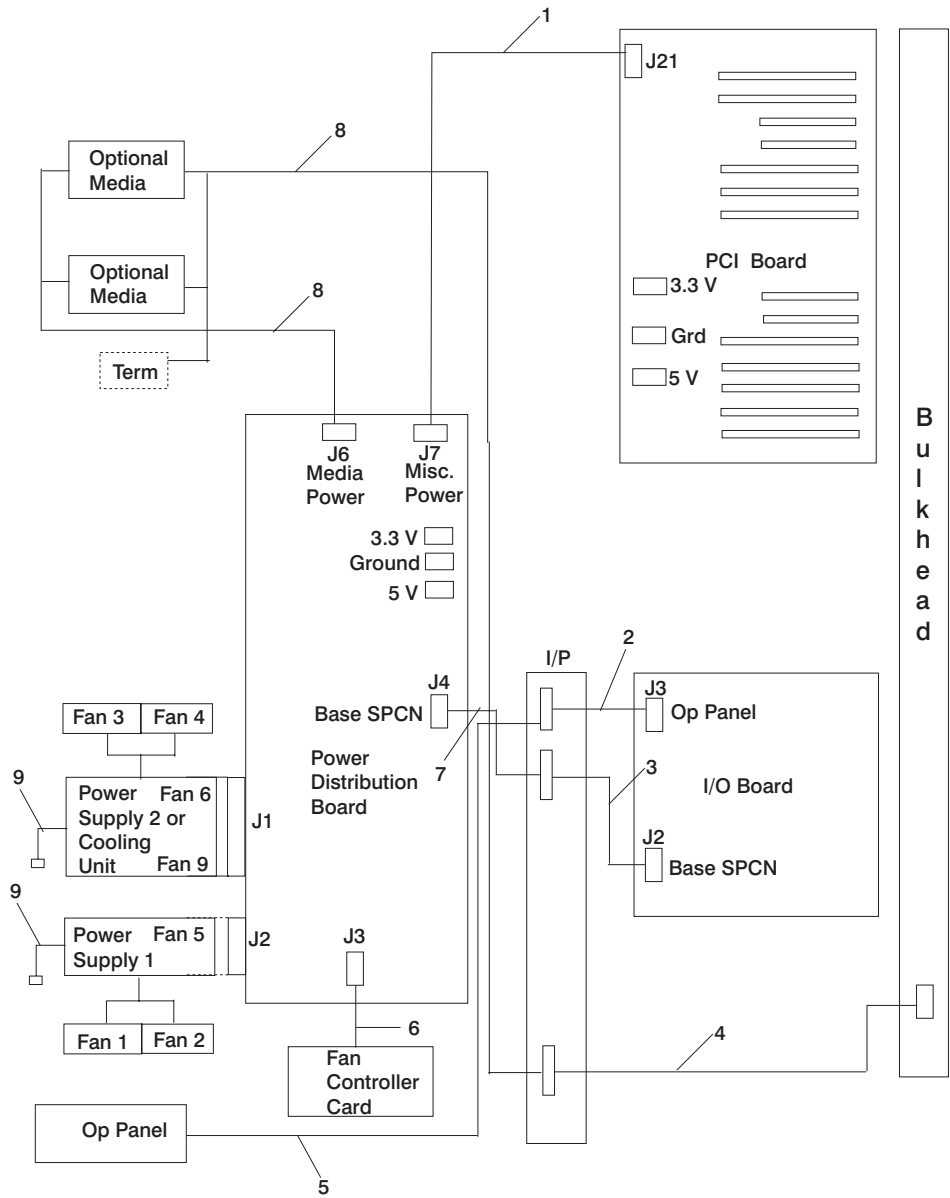 1
J21
8
Optional
Media
Optional
Media
8
Term
PCI Board
3.3 V
Grd
5 V
J6
Media
Power
J7
Misc.
Power
3.3 V
Ground
5 V
B
u
l
k
h
e
a
d
I/P
2
J4
Base SPCN
7
J3
Op Panel
3
I/O Board
J2
Base SPCN
Power
Distribution
Board
Fan 3
Fan 4
9
Power
Supply 2 or
Cooling
Unit
Fan 6
Fan 9
J1
9
Power
Supply 1
Fan 5
J2
J3
Fan 1
Fan 2
6
Fan
Controller
Card
4
Op Panel
5